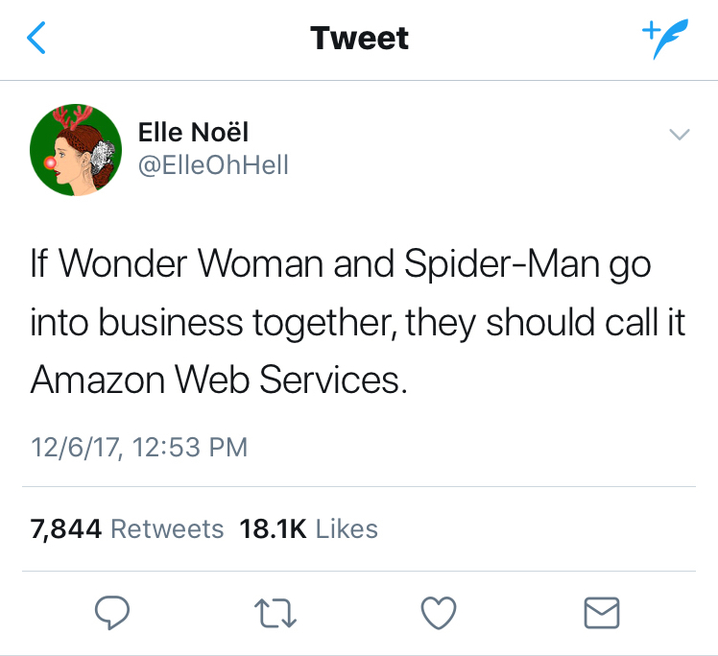 Tweet
Elle Noël
@ElleOhHell
If Wonder Woman and Spider-Man go
into business together, they should call it
Amazon Web Services.
12/6/17, 12:53 PM
7,844 Retweets 18.1K Likes